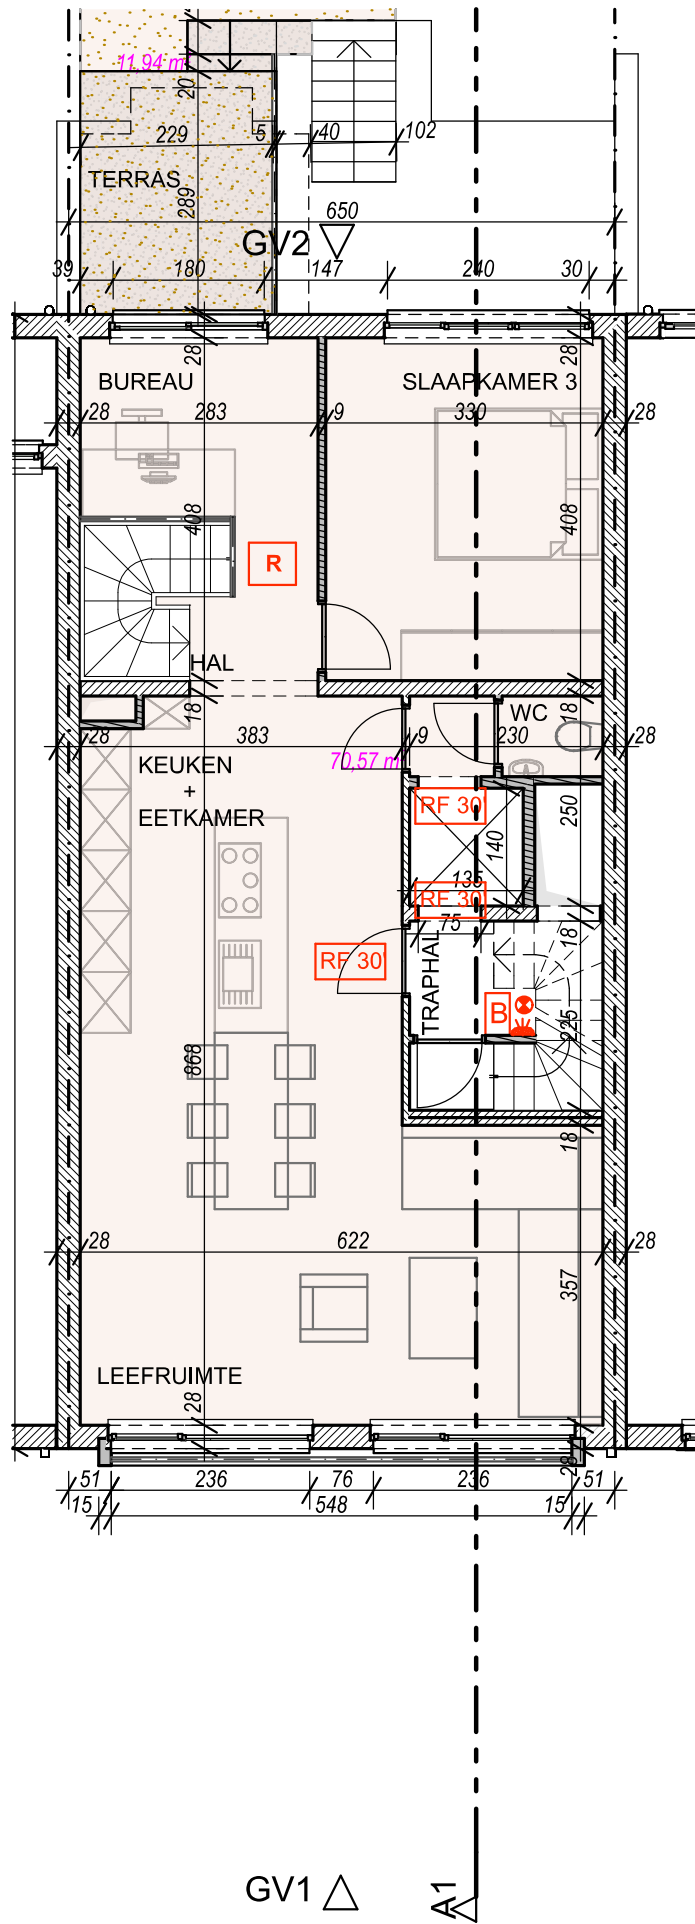 11,94 m
20
229
5
40
102
TERRAS
289
650
GV2
39
180
147
240
30
28
28
BUREAU
SLAAPKAMER 3
28
283
9
330
28
408
408
R
HAL
18
18
WC
28
383
9
230
28
KEUKEN
+
EETKAMER
70,57 m
RF 30'
250
140
135
RF 30'
75
18
RF 30'
TRAPHAL
B
225
868
18
28
622
28
357
LEEFRUIMTE
28
28
51
236
76
236
51
15
548
15
GV1
A1